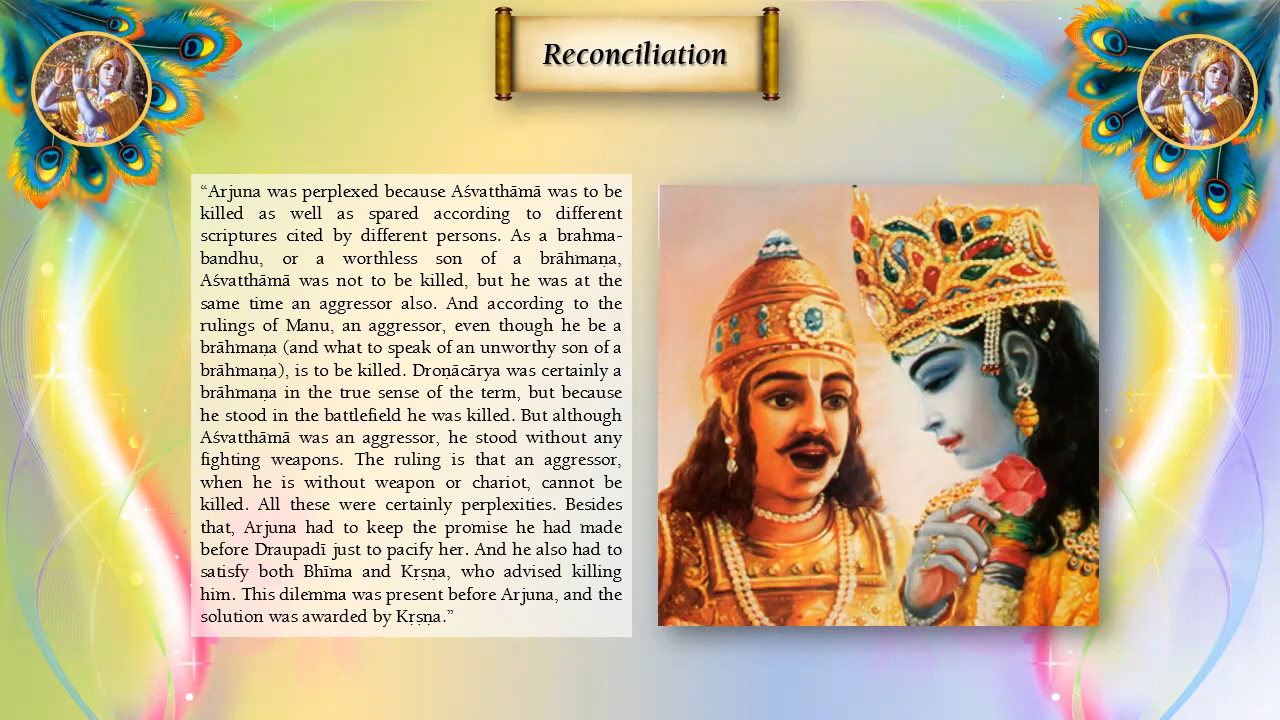 Reconciliation
“Arjuna was perplexed because Aśvatthāmā was to be
killed as well as spared according to different
scriptures cited by different persons. As a brahma-
bandhu, or a worthless son of a brāhmaṇa,
Aśvatthāmā was not to be killed, but he was at the
same time an aggressor also. And according to the
rulings of Manu, an aggressor, even though he be a
brāhmaṇa (and what to speak of an unworthy son of a
brāhmaṇa), is to be killed. Droṇācārya was certainly a
brāhmaṇa in the true sense of the term, but because
he stood in the battlefield he was killed. But although
Aśvatthāmā was an aggressor, he stood without any
fighting weapons. The ruling is that an aggressor,
when he is without weapon or chariot, cannot be
killed. All these were certainly perplexities. Besides
that, Arjuna had to keep the promise he had made
before Draupadī just to pacify her. And he also had to
satisfy both Bhīma and Kṛṣṇa, who advised killing
him. This dilemma was present before Arjuna, and the
solution was awarded by Kṛṣṇa.”